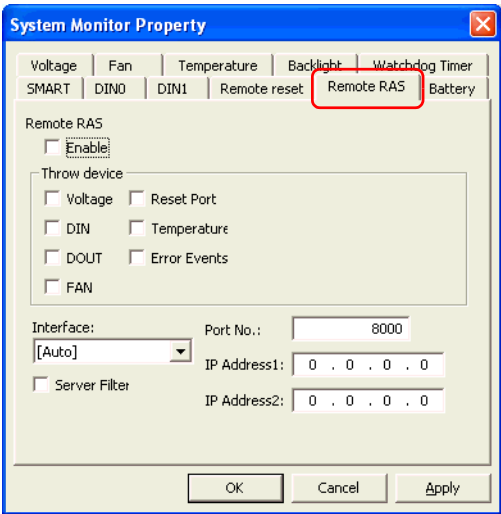 System Monitor Property
Voltage Fan Temperature Backlight Watchdog Timer
SMART DIN0 DIN1 Remote reset Remote RAS Battery
Remote RAS
Enable
Throw device
Voltage Reset Port
DIN Temperature
DOUT Error Events
FAN
Interface: Port No.: 8000
[Auto]
IP Address1: 0 . 0 . 0 . 0
Server Filter
IP Address2: 0 . 0 . 0 . 0
OK Cancel Apply